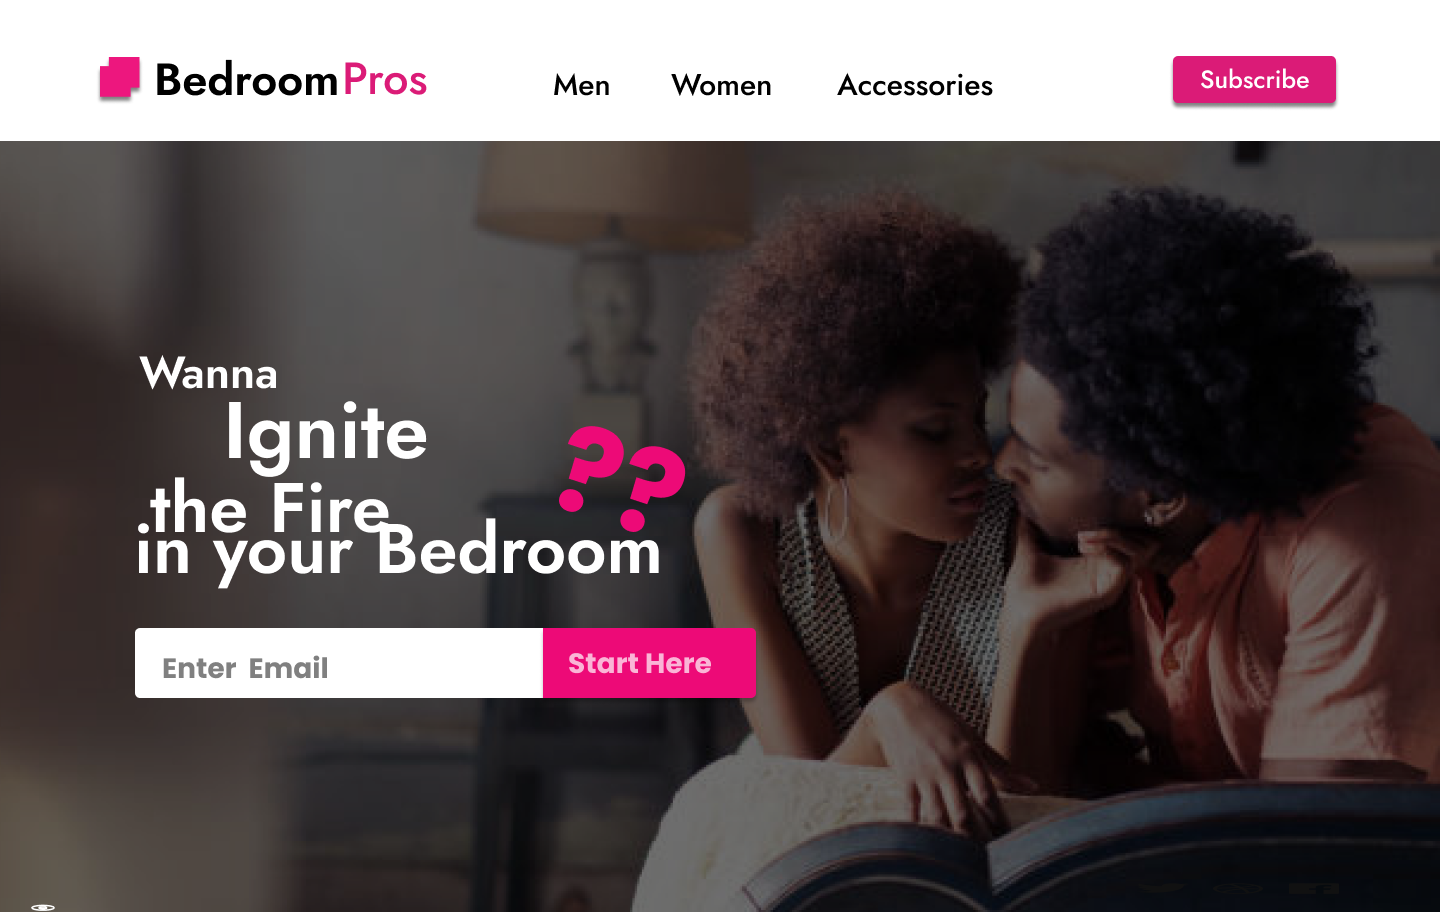 BedroomPros
Men
Women
Accessories
Subscribe
Wanna
Ignite
the Fire
in your Bedroom
??
Enter Email
Start Here